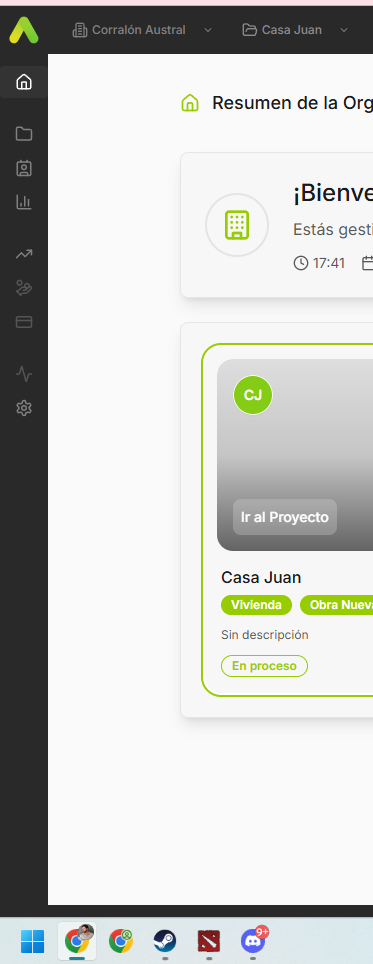 Corralón Austral
Casa Juan
Resumen de la Org
¡Bienve
Estás gesti
17:41
CJ
Ir al Proyecto
Casa Juan
Vivienda
Obra Nueva
Sin descripción
En proceso
9+